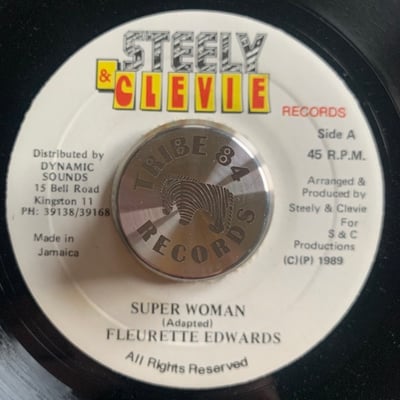 STEELY
& CLEVIE
RECORDS
Side A
45 R.P.M.
Distributed by
DYNAMIC
SOUNDS
15 Bell Road
Kingston 11
PH: 39138/39168
Made in
Jamaica
TRIBE 84
RECORDS
Arranged &
Produced by
Steely & Clevie
For
S & C
Productions
(C)(P) 1989
SUPER WOMAN
(Adapted)
FLEURETTE EDWARDS
All Rights Reserved